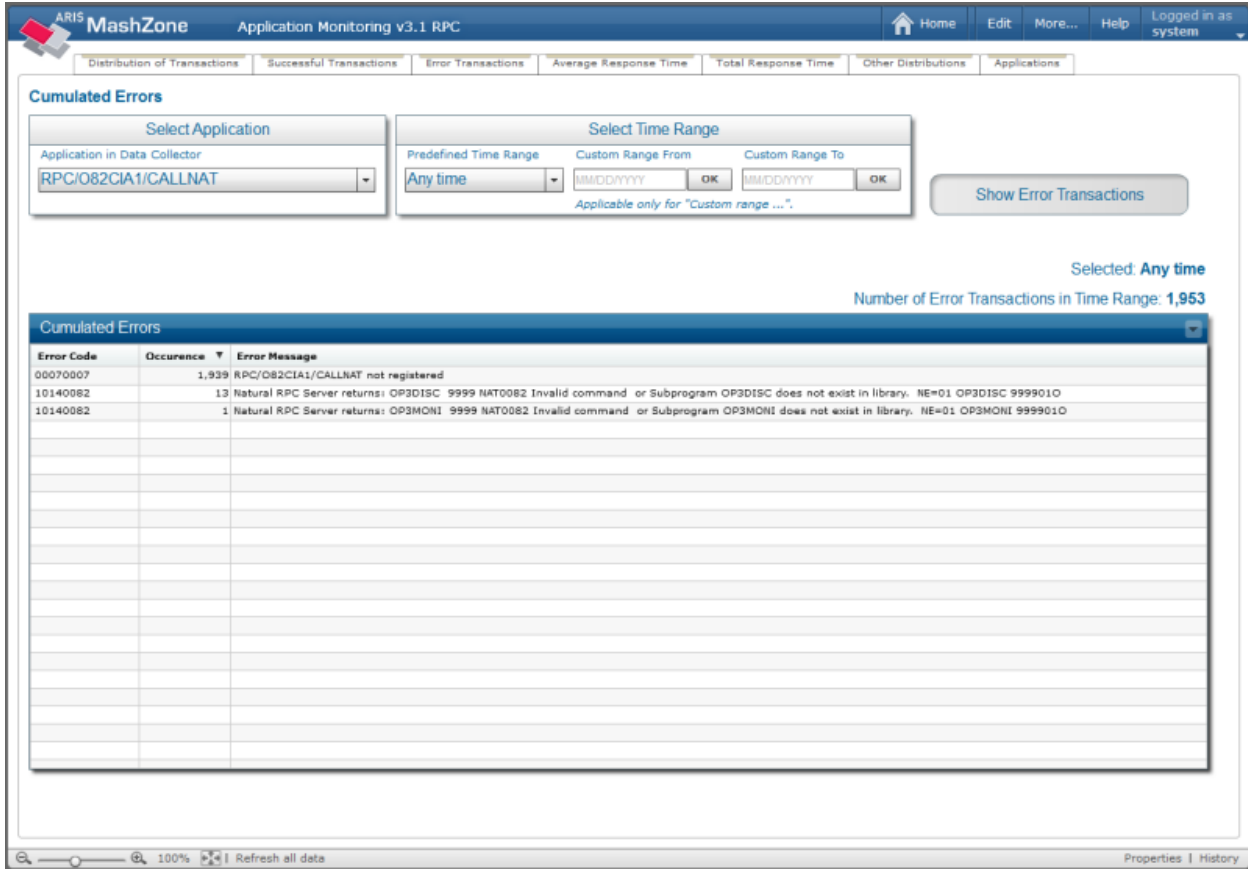 ARIS MashZone Application Monitoring v3.1 RPC Home Edit More... Help Logged in as system
Distribution of Transactions Successful Transactions Error Transactions Average Response Time Total Response Time Other Distributions Applications
Cumulated Errors
Select Application Select Time Range
Application in Data Collector Predefined Time Range Custom Range From Custom Range To
RPC/O82CIA1/CALLNAT Any time MM/DD/YYYY OK MM/DD/YYYY OK
Applicable only for "Custom range ...".
Show Error Transactions
Selected: Any time
Number of Error Transactions in Time Range: 1,953
Cumulated Errors
Error Code Occurence ▼ Error Message
00070007 1,939 RPC/O82CIA1/CALLNAT not registered
10140082 13 Natural RPC Server returns: OP3DISC 9999 NAT0082 Invalid command or Subprogram OP3DISC does not exist in library. NE=01 OP3DISC 999901O
10140082 1 Natural RPC Server returns: OP3MONI 9999 NAT0082 Invalid command or Subprogram OP3MONI does not exist in library. NE=01 OP3MONI 999901O
100% | Refresh all data Properties | History